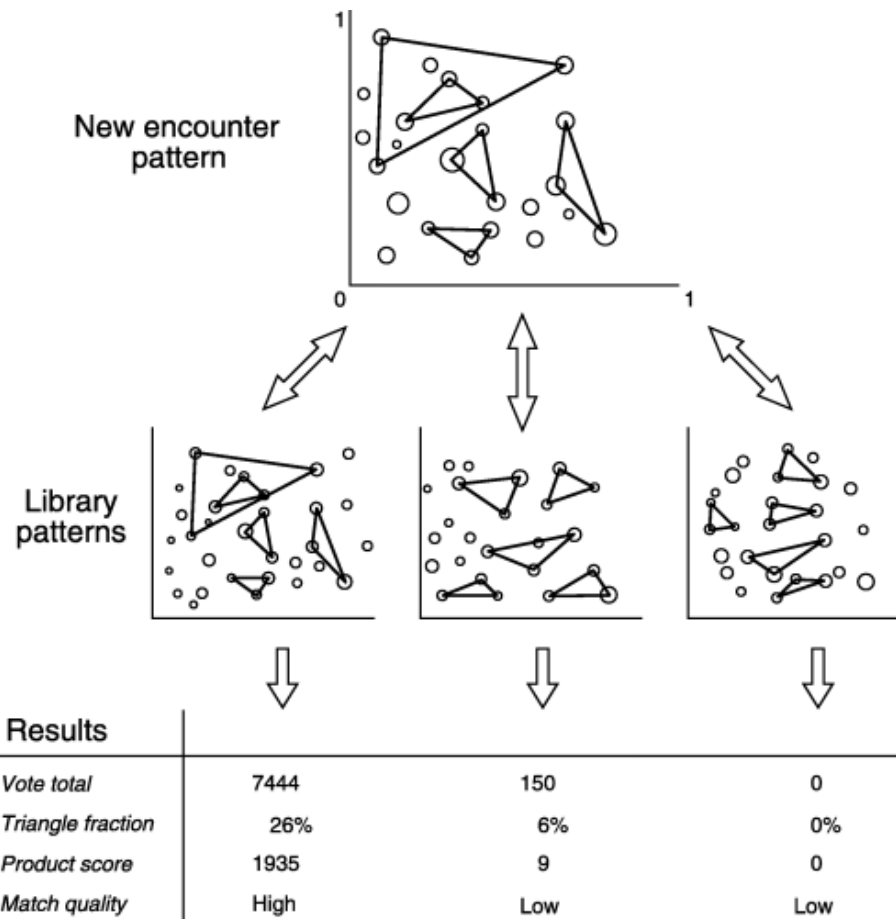 1
New encounter
pattern
0
1
Library
patterns
Results
Vote total 7444 150 0
Triangle fraction 26% 6% 0%
Product score 1935 9 0
Match quality High Low Low